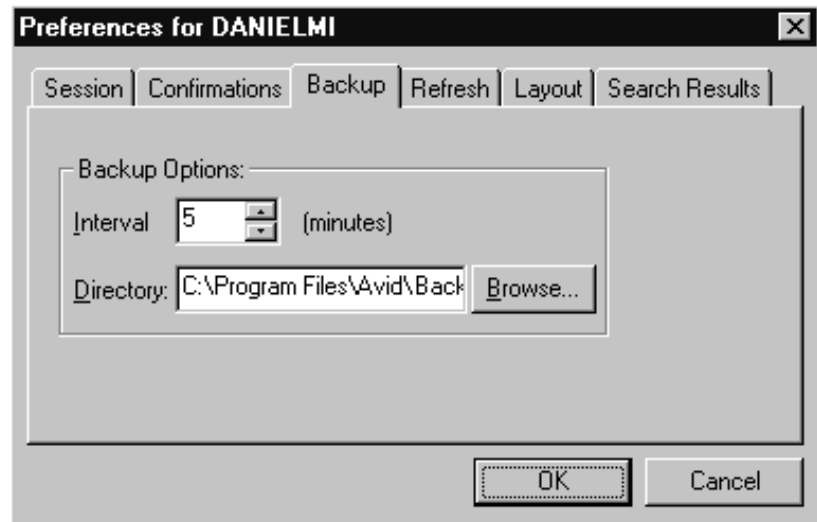 Preferences for DANIELMI
Session Confirmations Backup Refresh Layout Search Results
Backup Options:
Interval 5 (minutes)
Directory: C:\Program Files\Avid\Back Browse...
OK Cancel